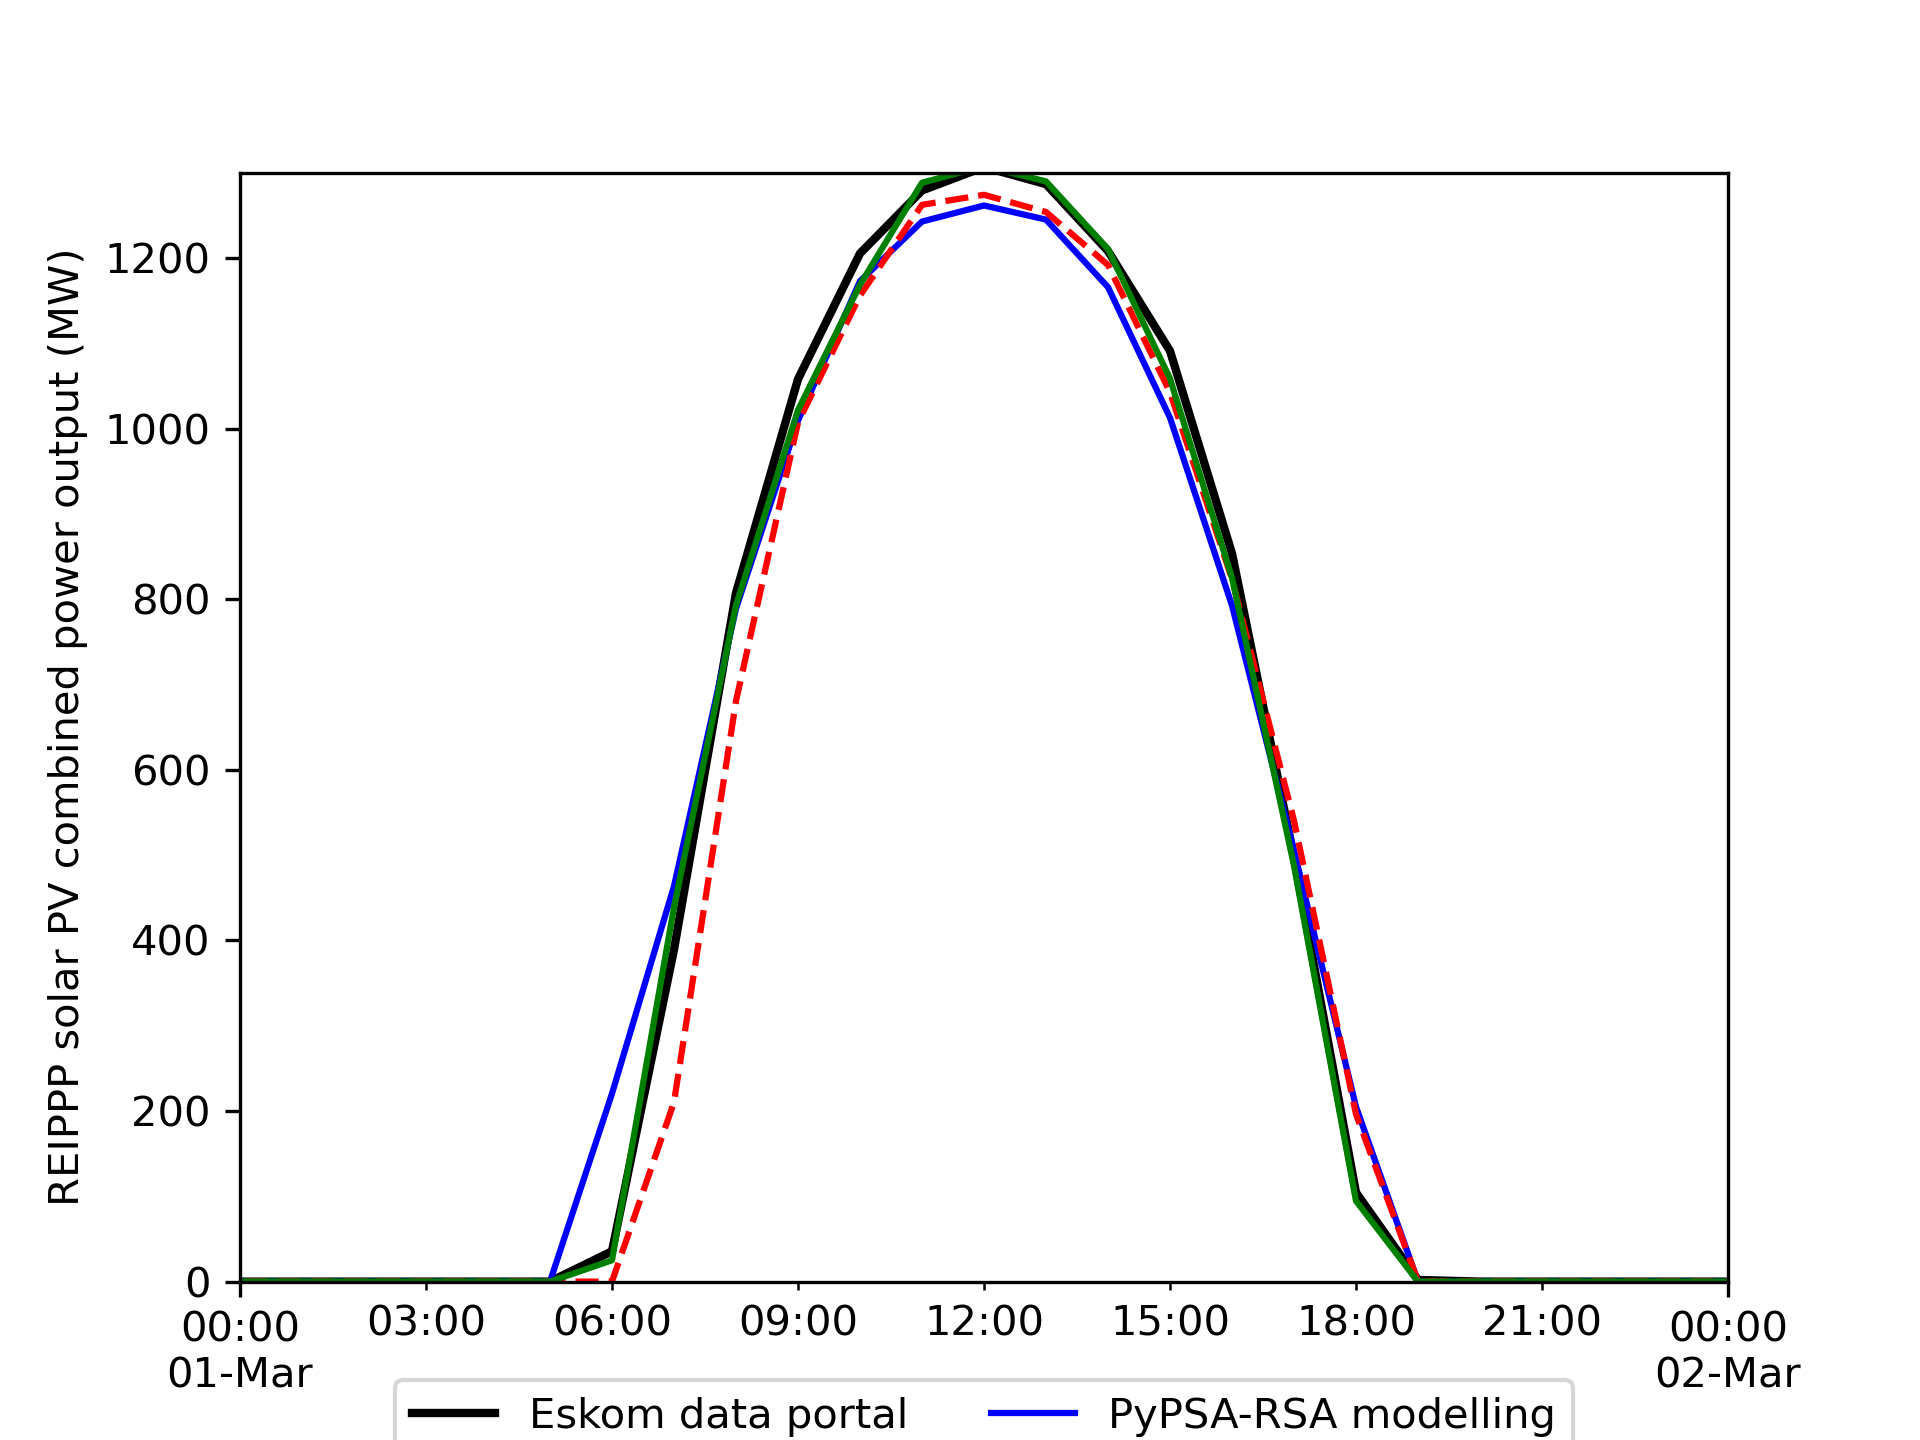 REIPPP solar PV combined power output (MW)
1200
1000
800
600
400
200
0
00:00 03:00 06:00 09:00 12:00 15:00 18:00 21:00 00:00
01-Mar 02-Mar
Eskom data portal PyPSA-RSA modelling